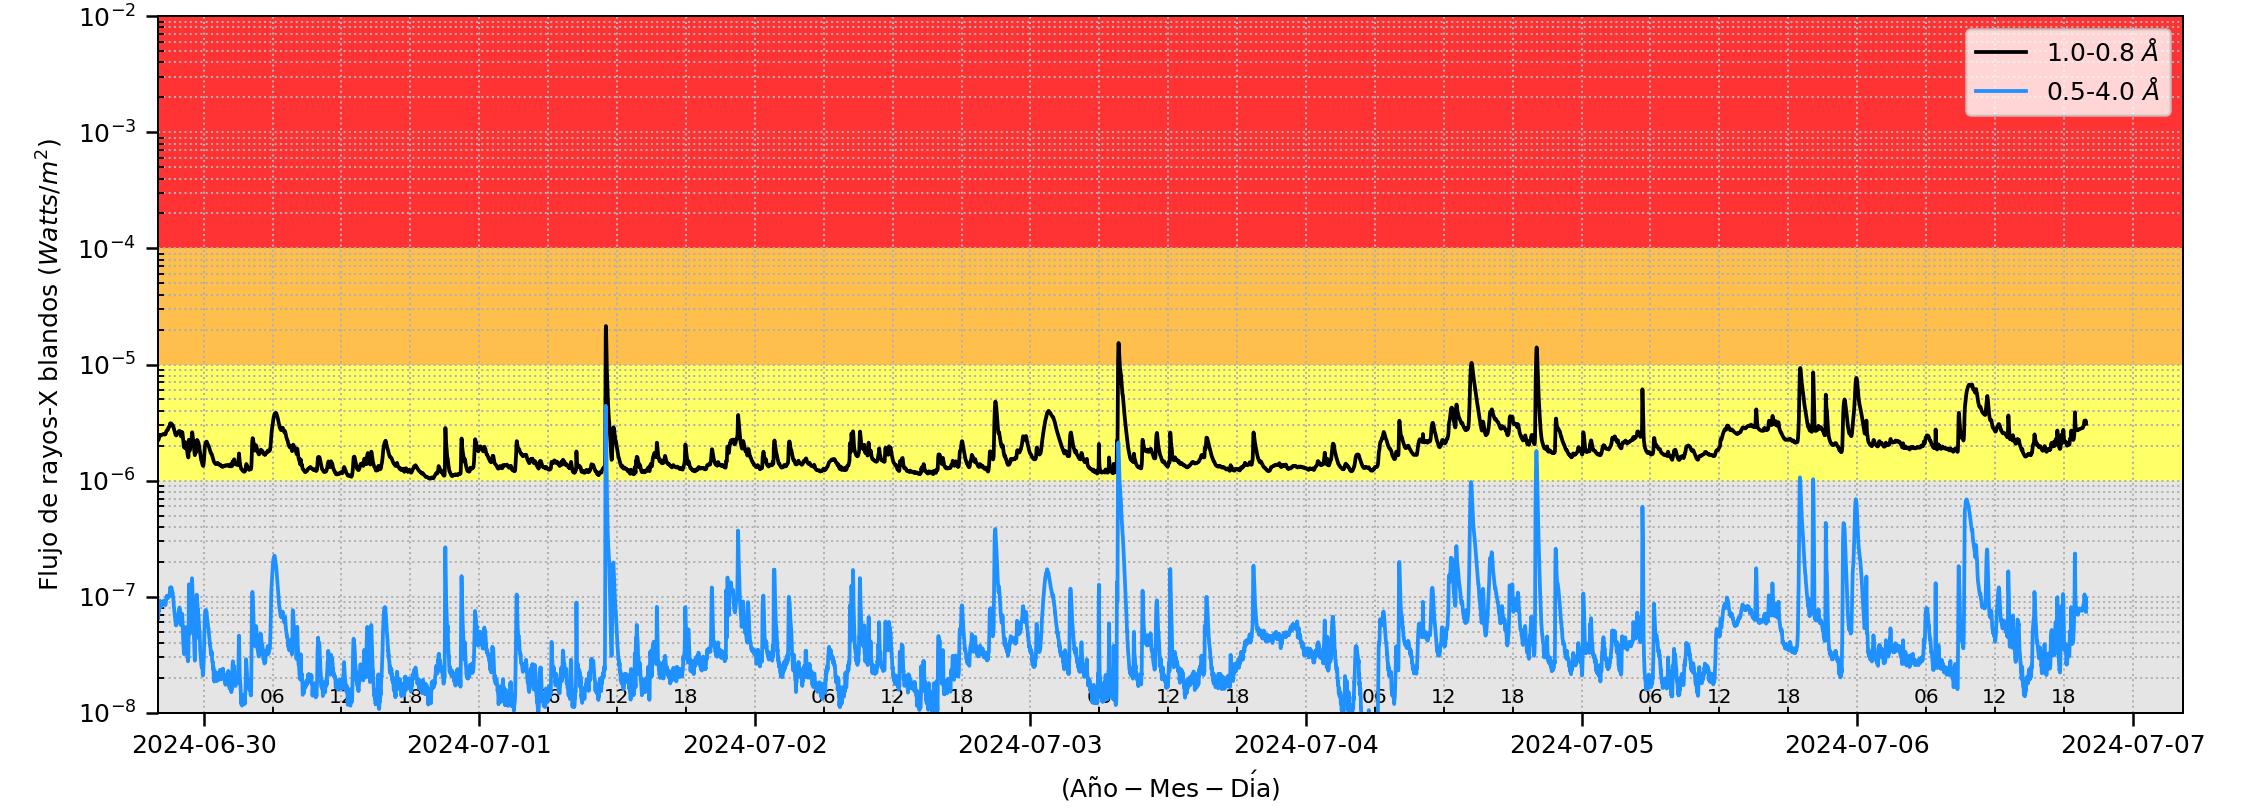 10⁻²
10⁻³
10⁻⁴
10⁻⁵
10⁻⁶
10⁻⁷
10⁻⁸
Flujo de rayos-X blandos (Watts/m²)
1.0-0.8 Å
0.5-4.0 Å
06 12 18 06 12 18 06 12 18 06 12 18 06 12 18 06 12 18 06 12 18
2024-06-30 2024-07-01 2024-07-02 2024-07-03 2024-07-04 2024-07-05 2024-07-06 2024-07-07
(Año − Mes − Día)